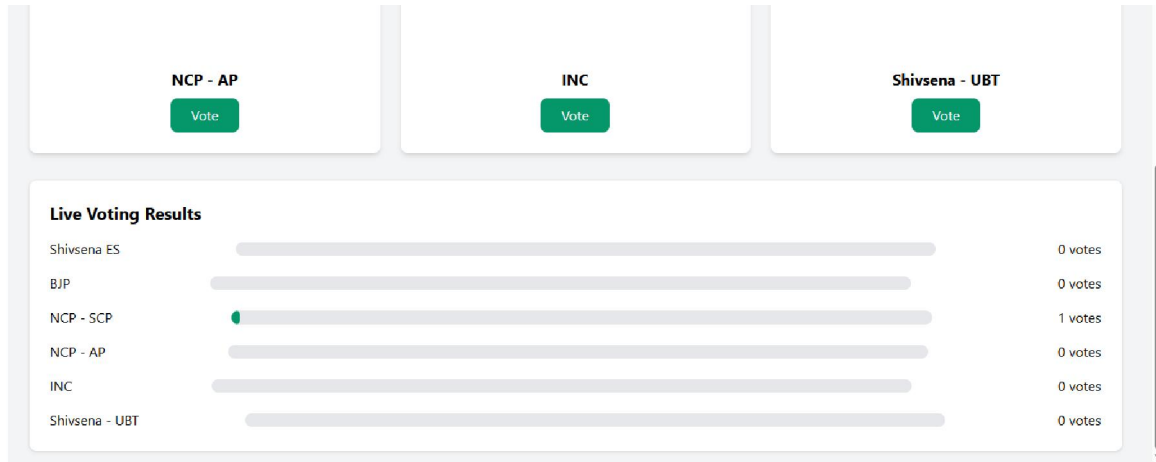 NCP - AP
Vote
INC
Vote
Shivsena - UBT
Vote
Live Voting Results
Shivsena ES 0 votes
BJP 0 votes
NCP - SCP 1 votes
NCP - AP 0 votes
INC 0 votes
Shivsena - UBT 0 votes